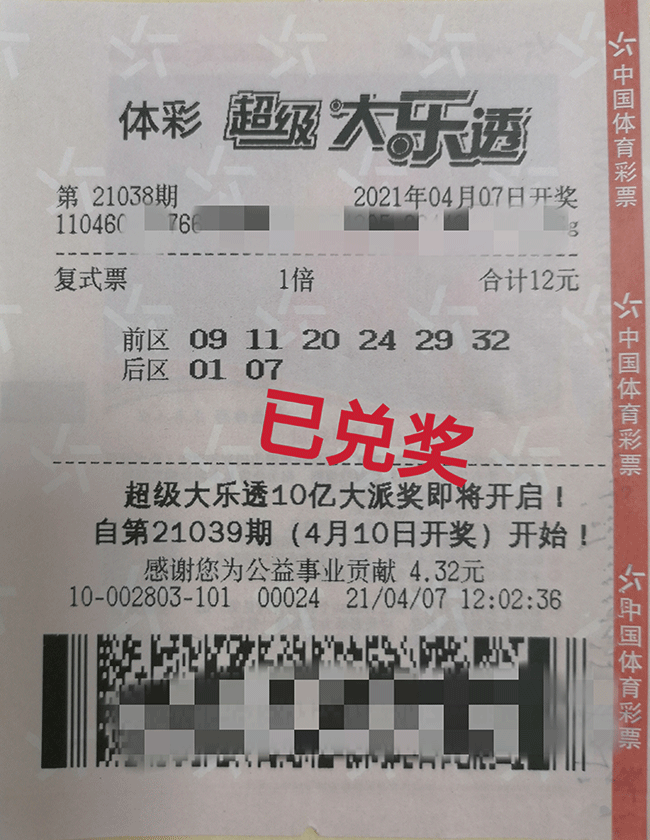 体彩 超级大乐透
第 21038期 2021年04月07日开奖
110460 766 g
复式票 1倍 合计12元
前区 09 11 20 24 29 32
后区 01 07
已兑奖
超级大乐透10亿大派奖即将开启！
自第21039期（4月10日开奖）开始！
感谢您为公益事业贡献 4.32元
10-002803-101 00024 21/04/07 12:02:36
中国体育彩票
中国体育彩票
中国体育彩票